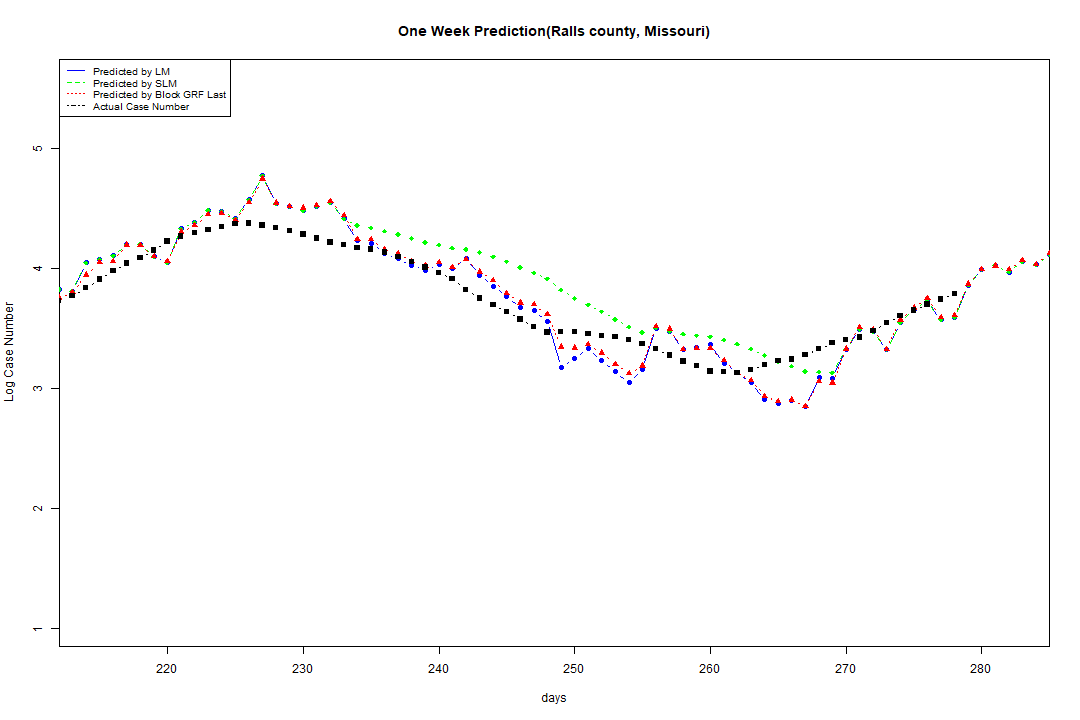 One Week Prediction(Ralls county, Missouri)
Predicted by LM
Predicted by SLM
Predicted by Block GRF Last
Actual Case Number
5
4
3
2
1
Log Case Number
220 230 240 250 260 270 280
days